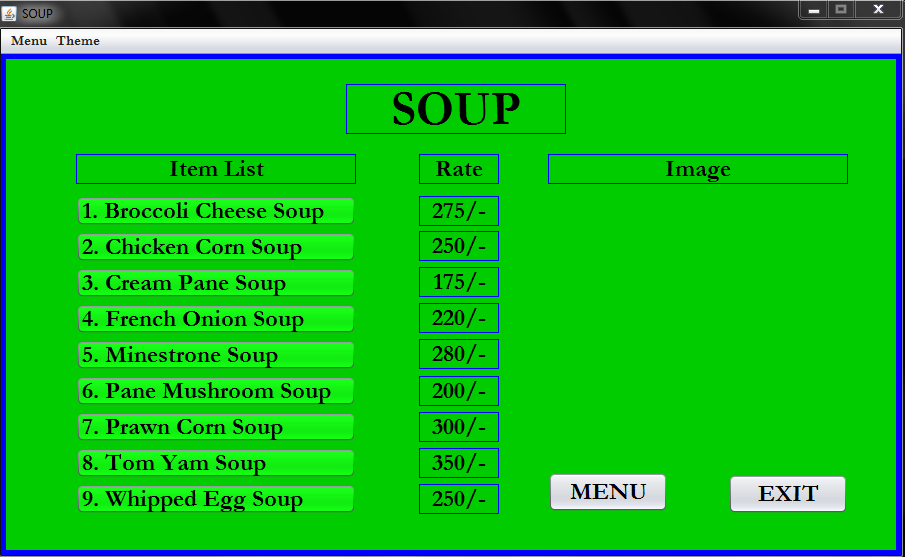 SOUP
Menu Theme
SOUP
Item List Rate Image
1. Broccoli Cheese Soup 275/-
2. Chicken Corn Soup 250/-
3. Cream Pane Soup 175/-
4. French Onion Soup 220/-
5. Minestrone Soup 280/-
6. Pane Mushroom Soup 200/-
7. Prawn Corn Soup 300/-
8. Tom Yam Soup 350/-
9. Whipped Egg Soup 250/-
MENU EXIT